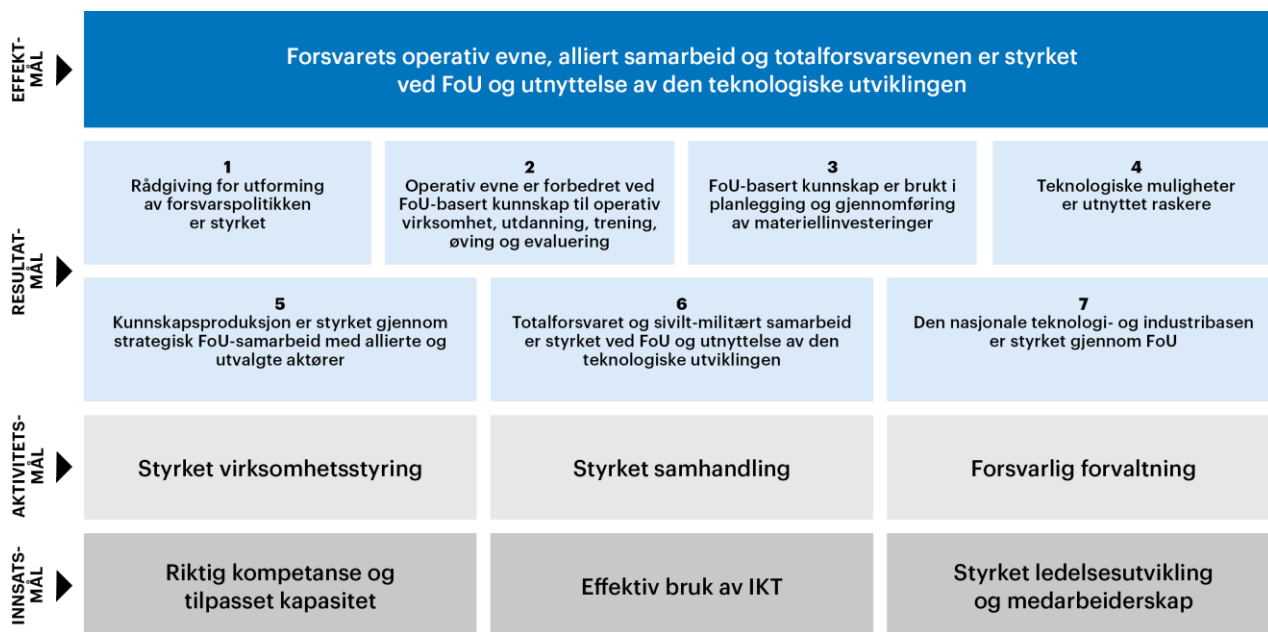 EFFEKT-
MÅL
Forsvarets operativ evne, alliert samarbeid og totalforsvarsevnen er styrket
ved FoU og utnyttelse av den teknologiske utviklingen
RESULTAT-
MÅL
1
Rådgiving for utforming
av forsvarspolitikken
er styrket
2
Operativ evne er forbedret ved
FoU-basert kunnskap til operativ
virksomhet, utdanning, trening,
øving og evaluering
3
FoU-basert kunnskap er brukt i
planlegging og gjennomføring
av materiellinvesteringer
4
Teknologiske muligheter
er utnyttet raskere
5
Kunnskapsproduksjon er styrket gjennom
strategisk FoU-samarbeid med allierte og
utvalgte aktører
6
Totalforsvaret og sivilt-militært samarbeid
er styrket ved FoU og utnyttelse av den
teknologiske utviklingen
7
Den nasjonale teknologi- og industribasen
er styrket gjennom FoU
AKTIVITETS-
MÅL
Styrket virksomhetsstyring
Styrket samhandling
Forsvarlig forvaltning
INNSATS-
MÅL
Riktig kompetanse og
tilpasset kapasitet
Effektiv bruk av IKT
Styrket ledelsesutvikling
og medarbeiderskap